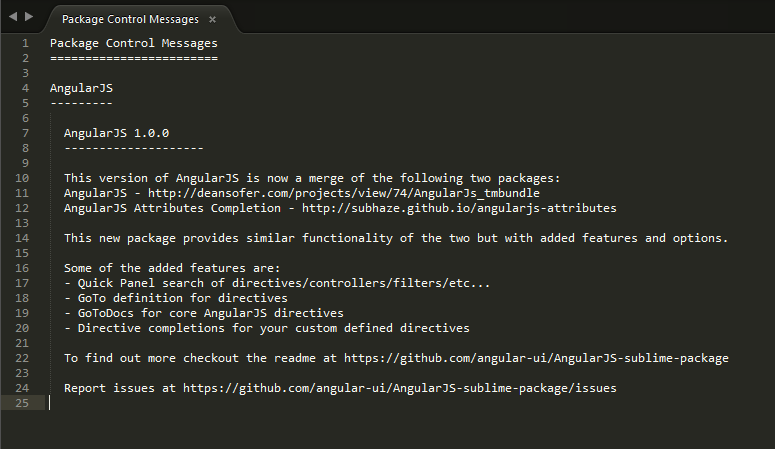 Package Control Messages ×
1 Package Control Messages
2 ========================
3
4 AngularJS
5 ---------
6
7 AngularJS 1.0.0
8 --------------------
9
10 This version of AngularJS is now a merge of the following two packages:
11 AngularJS - http://deansofer.com/projects/view/74/AngularJs_tmbundle
12 AngularJS Attributes Completion - http://subhaze.github.io/angularjs-attributes
13
14 This new package provides similar functionality of the two but with added features and options.
15
16 Some of the added features are:
17 - Quick Panel search of directives/controllers/filters/etc...
18 - GoTo definition for directives
19 - GoToDocs for core AngularJS directives
20 - Directive completions for your custom defined directives
21
22 To find out more checkout the readme at https://github.com/angular-ui/AngularJS-sublime-package
23
24 Report issues at https://github.com/angular-ui/AngularJS-sublime-package/issues
25